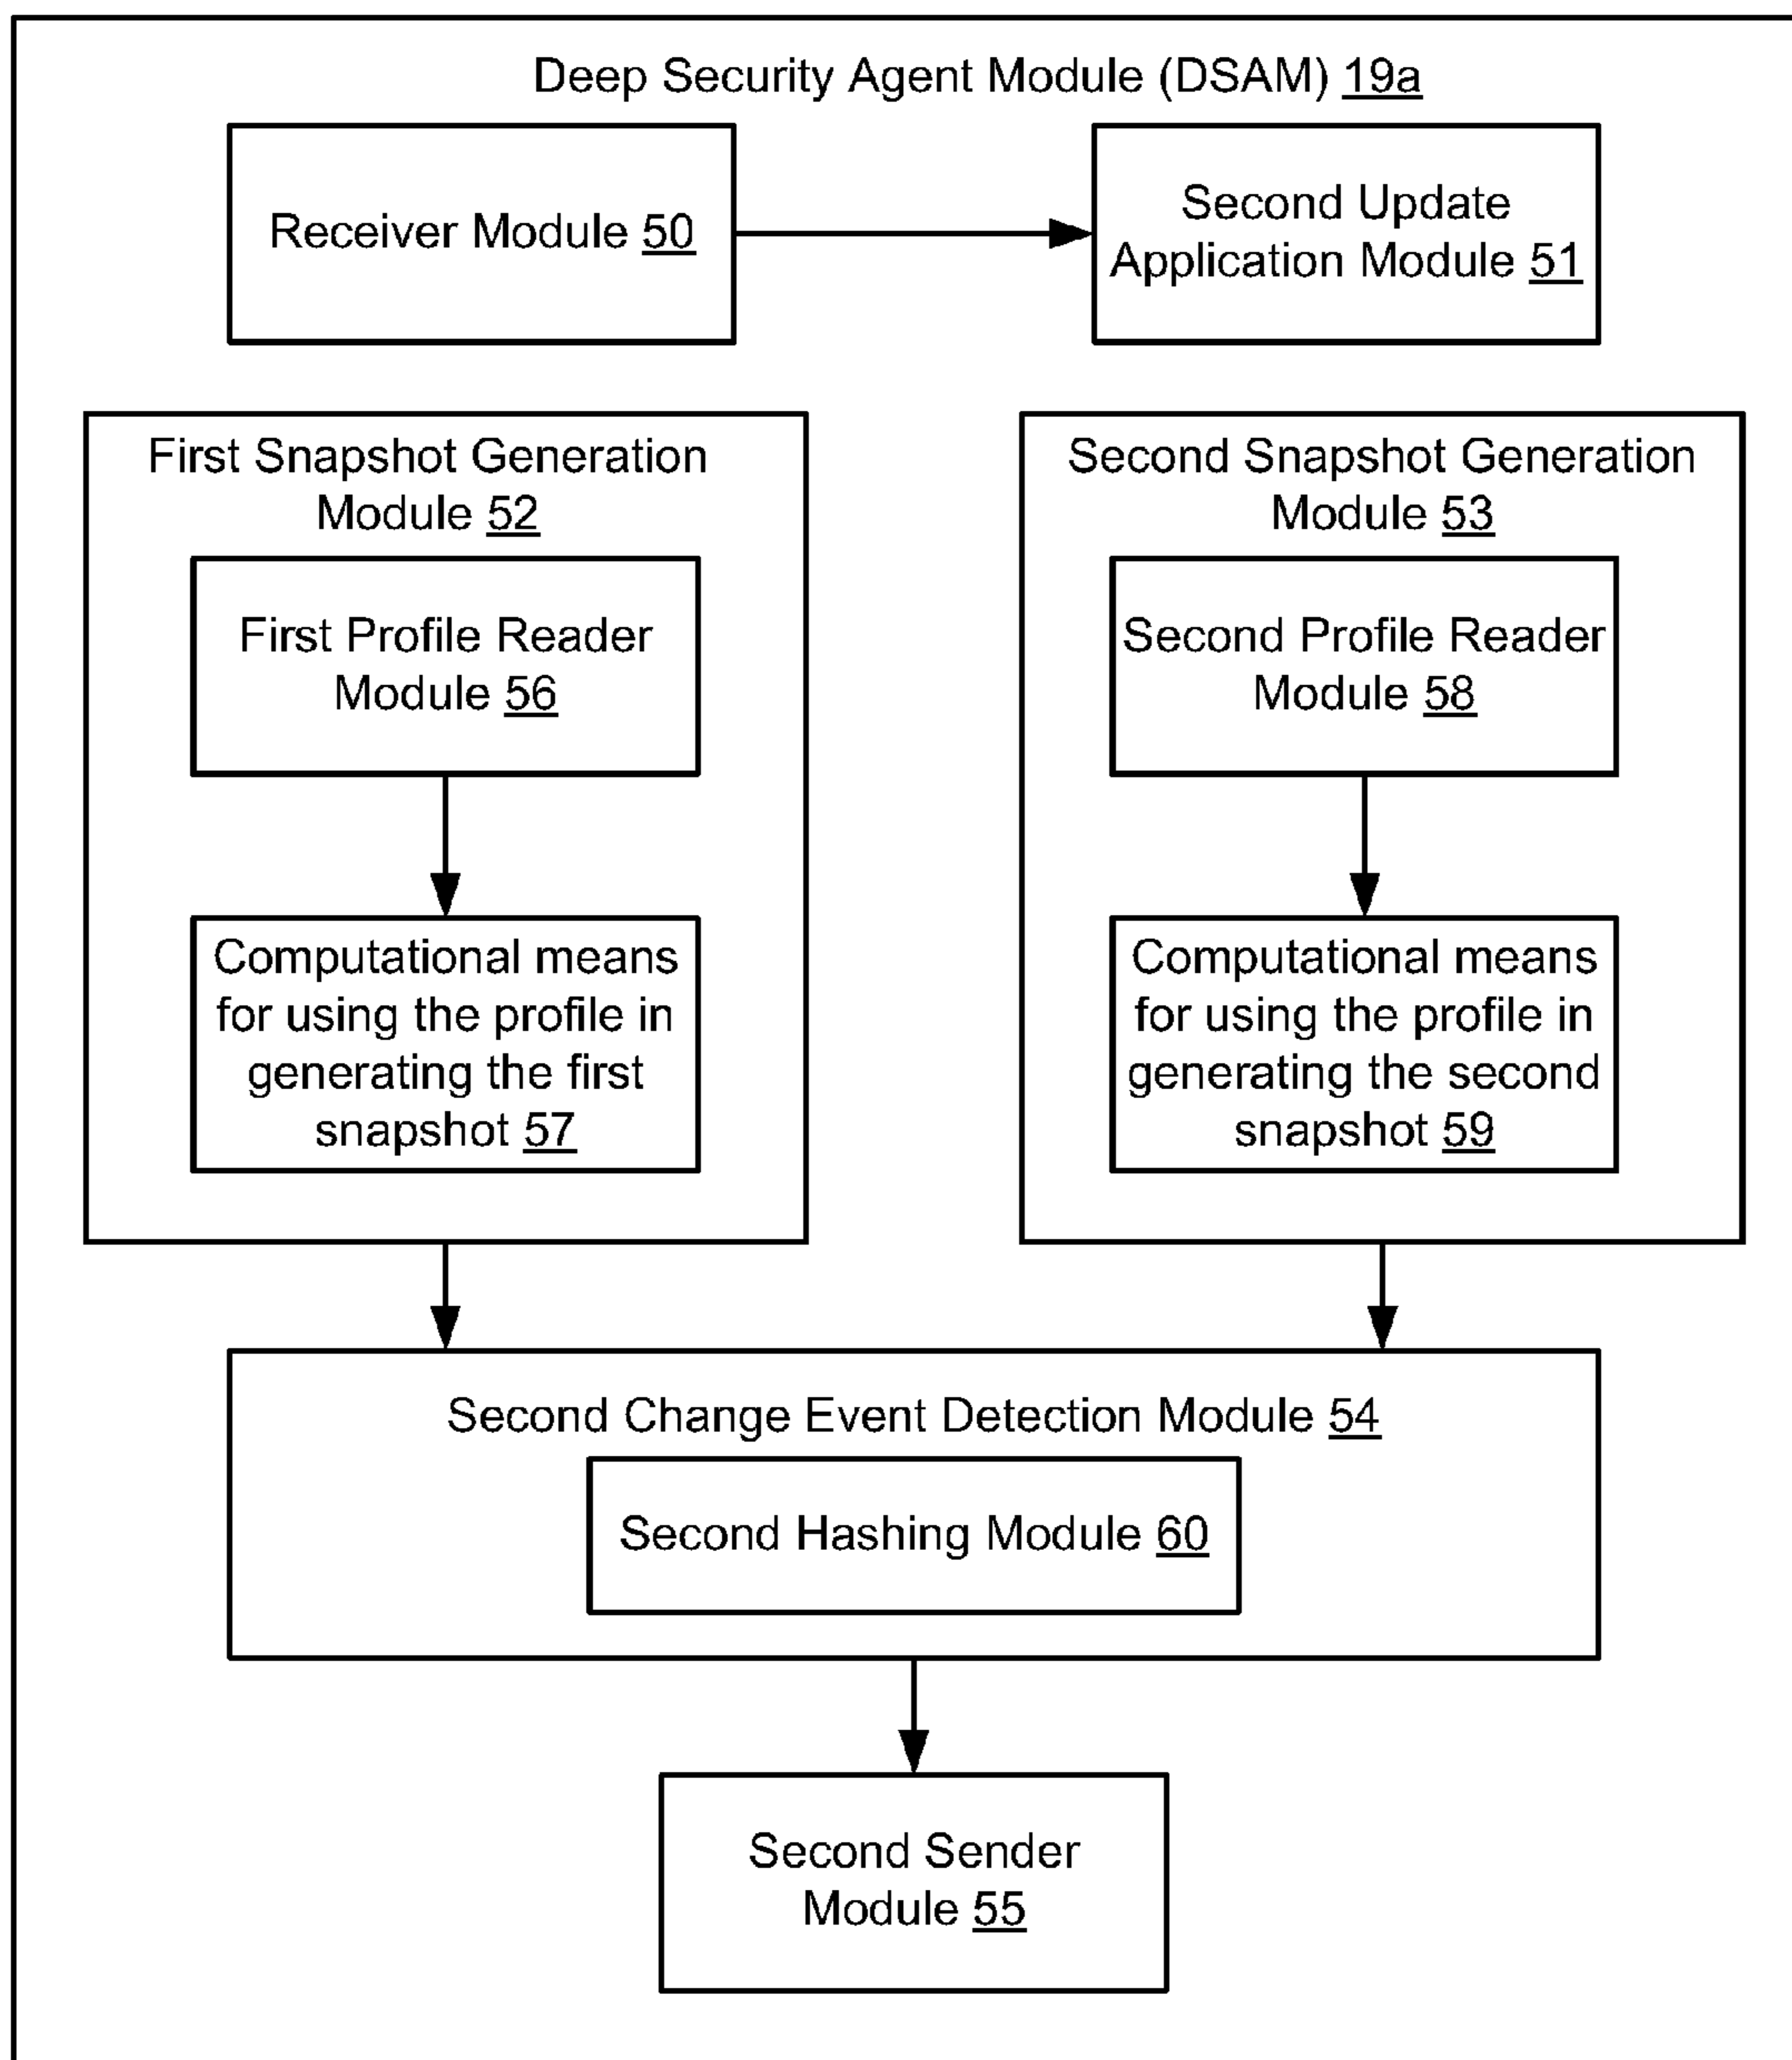 Deep Security Agent Module (DSAM) 19a
Receiver Module 50
Second Update
Application Module 51
First Snapshot Generation
Module 52
First Profile Reader
Module 56
Computational means
for using the profile in
generating the first
snapshot 57
Second Snapshot Generation
Module 53
Second Profile Reader
Module 58
Computational means
for using the profile in
generating the second
snapshot 59
Second Change Event Detection Module 54
Second Hashing Module 60
Second Sender
Module 55